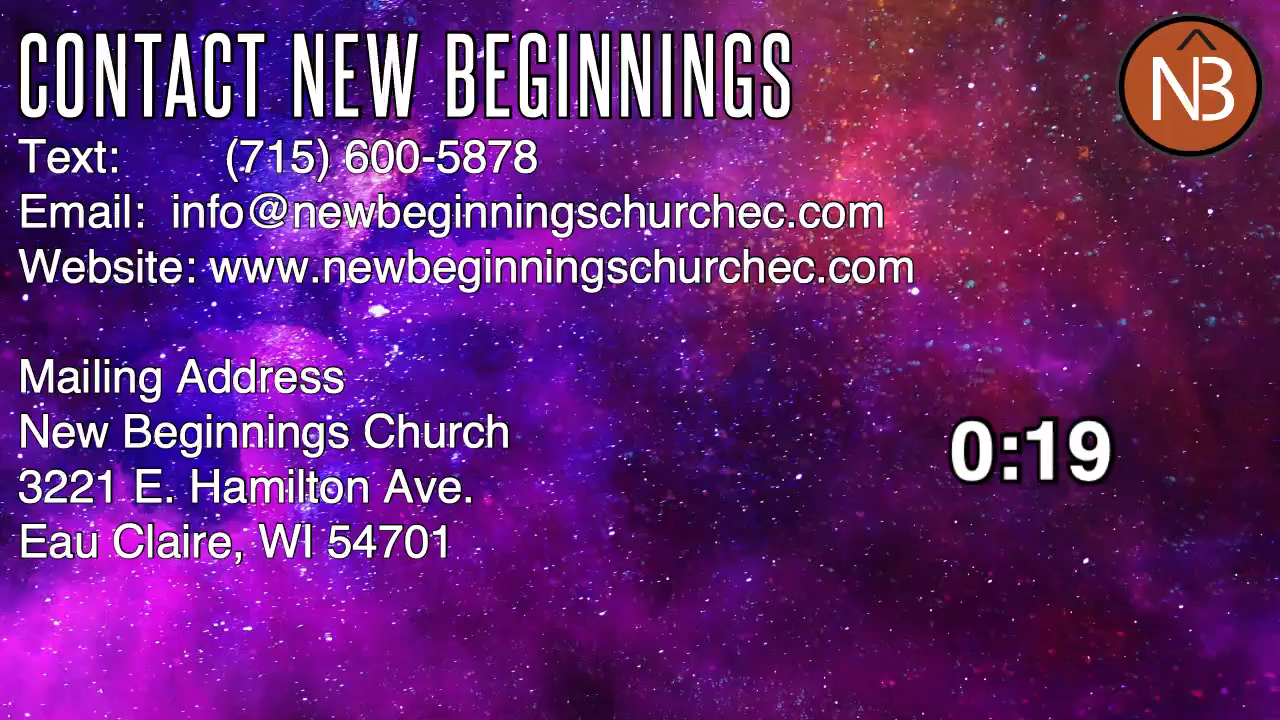 CONTACT NEW BEGINNINGS
NB
Text: (715) 600-5878
Email: info@newbeginningschurchec.com
Website: www.newbeginningschurchec.com
Mailing Address
New Beginnings Church
3221 E. Hamilton Ave.
Eau Claire, WI 54701
0:19